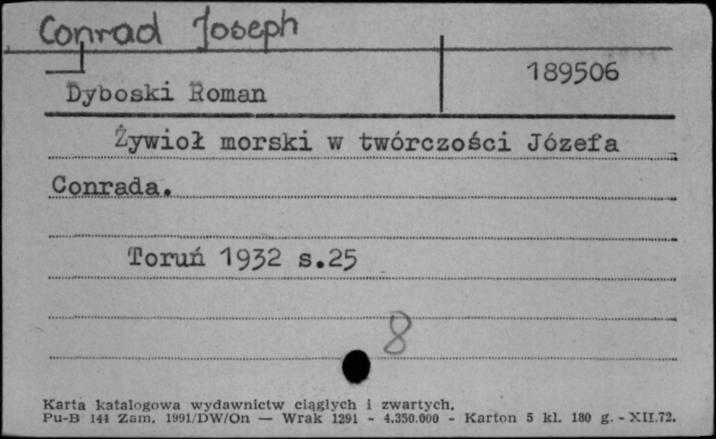 Conrad Joseph
189506
Dyboski Roman
Żywioł morski w twórczości Józefa
Conrada.
Toruń 1932 s.25
8
Karta katalogowa wydawnictw ciągłych i zwartych.
Pu-B 144 Zam. 1991/DW/On — Wrak 1291 - 4.350.000 - Karton 5 kl. 180 g. - XII.72.